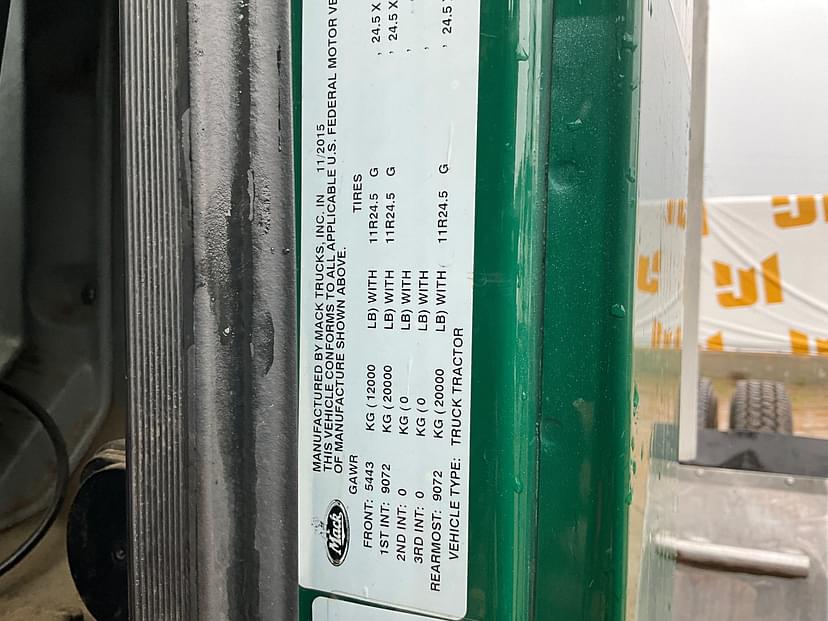 MANUFACTURED BY MACK TRUCKS, INC. IN 11/2015
THIS VEHICLE CONFORMS TO ALL APPLICABLE U.S. FEDERAL MOTOR VE
OF MANUFACTURE SHOWN ABOVE.
GAWR TIRES
FRONT: 5443 KG ( 12000 LB) WITH 11R24.5 G , 24.5 X
1ST INT: 9072 KG ( 20000 LB) WITH 11R24.5 G , 24.5 X
2ND INT: 0 KG ( 0 LB) WITH ,
3RD INT: 0 KG ( 0 LB) WITH ,
REARMOST: 9072 KG ( 20000 LB) WITH 11R24.5 G , 24.5
VEHICLE TYPE: TRUCK TRACTOR
Mack